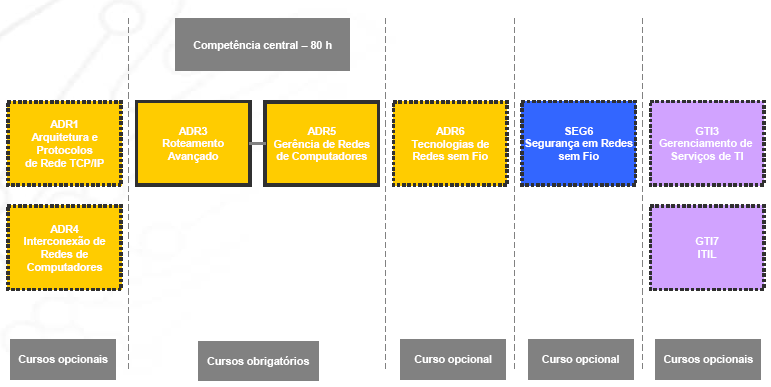 Competência central – 80 h
ADR1
Arquitetura e
Protocolos
de Rede TCP/IP
ADR3
Roteamento
Avançado
ADR5
Gerência de Redes
de Computadores
ADR6
Tecnologias de
Redes sem Fio
SEG6
Segurança em Redes
sem Fio
GTI3
Gerenciamento de
Serviços de TI
ADR4
Interconexão de
Redes de
Computadores
GTI7
ITIL
Cursos opcionais
Cursos obrigatórios
Curso opcional
Curso opcional
Cursos opcionais